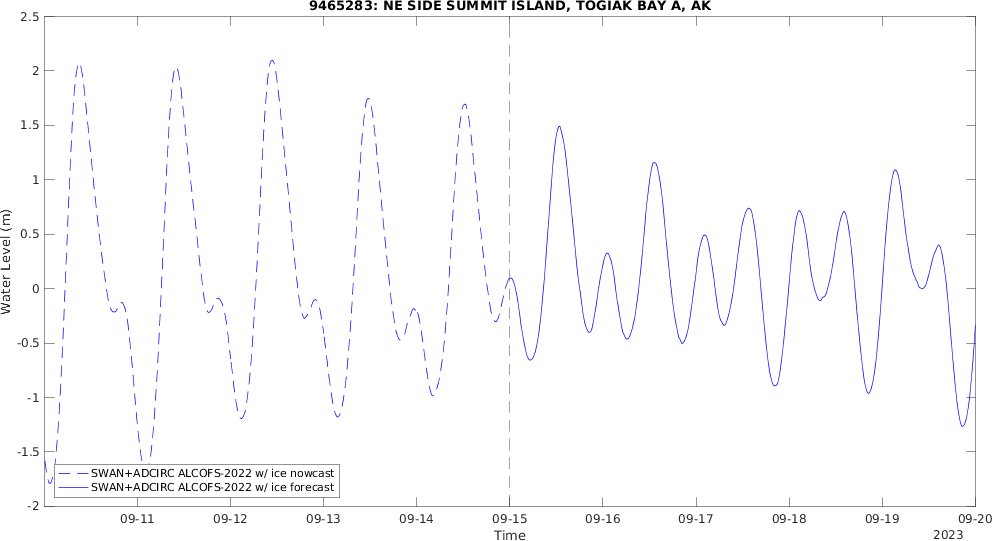 9465283: NE SIDE SUMMIT ISLAND, TOGIAK BAY A, AK
2.5
2
1.5
1
0.5
0
-0.5
-1
-1.5
-2
Water Level (m)
SWAN+ADCIRC ALCOFS-2022 w/ ice nowcast
SWAN+ADCIRC ALCOFS-2022 w/ ice forecast
09-11 09-12 09-13 09-14 09-15 09-16 09-17 09-18 09-19 09-20
Time
2023